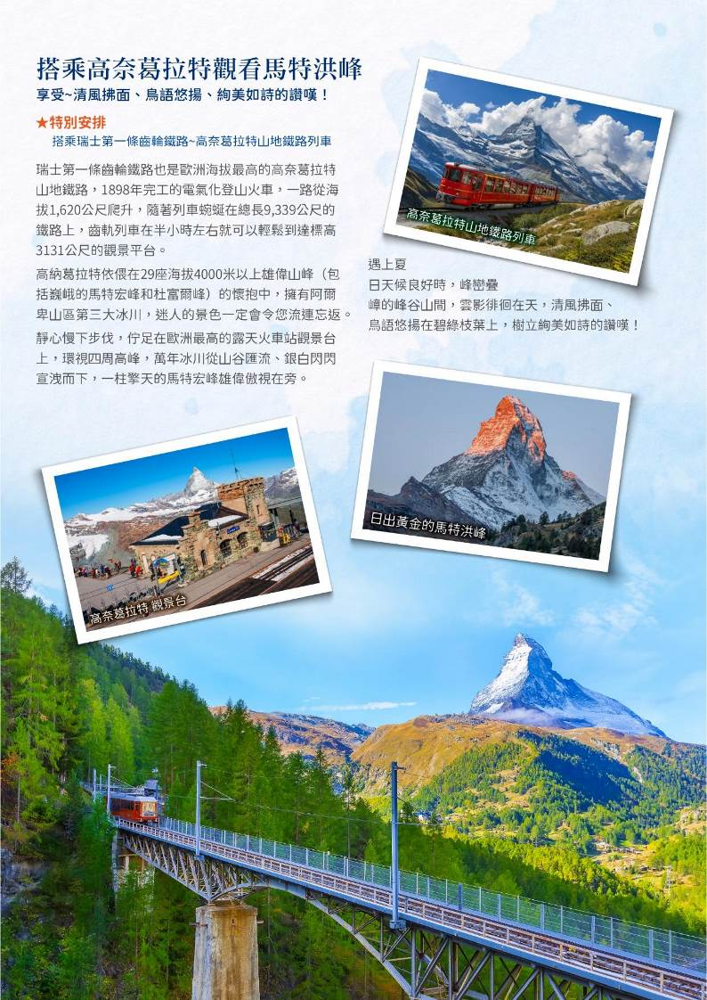 搭乘高奈葛拉特觀看馬特洪峰
享受~清風拂面、鳥語悠揚、絢美如詩的讚嘆！
★特別安排
搭乘瑞士第一條齒輪鐵路~高奈葛拉特山地鐵路列車
瑞士第一條齒輪鐵路也是歐洲海拔最高的高奈葛拉特
山地鐵路，1898年完工的電氣化登山火車，一路從海
拔1,620公尺爬升，隨著列車蜿蜒在總長9,339公尺的
鐵路上，齒軌列車在半小時左右就可以輕鬆到達標高
3131公尺的觀景平台。
高納葛拉特依偎在29座海拔4000米以上雄偉山峰（包
括巍峨的馬特宏峰和杜富爾峰）的懷抱中，擁有阿爾
卑山區第三大冰川，迷人的景色一定會令您流連忘返。
靜心慢下步伐，佇足在歐洲最高的露天火車站觀景台
上，環視四周高峰，萬年冰川從山谷匯流、銀白閃閃
宣洩而下，一柱擎天的馬特宏峰雄偉傲視在旁。
高奈葛拉特山地鐵路列車
遇上夏
日天候良好時，峰巒疊
嶂的峰谷山間，雲影徘徊在天，清風拂面、
鳥語悠揚在碧綠枝葉上，樹立絢美如詩的讚嘆！
日出黃金的馬特洪峰
高奈葛拉特 觀景台